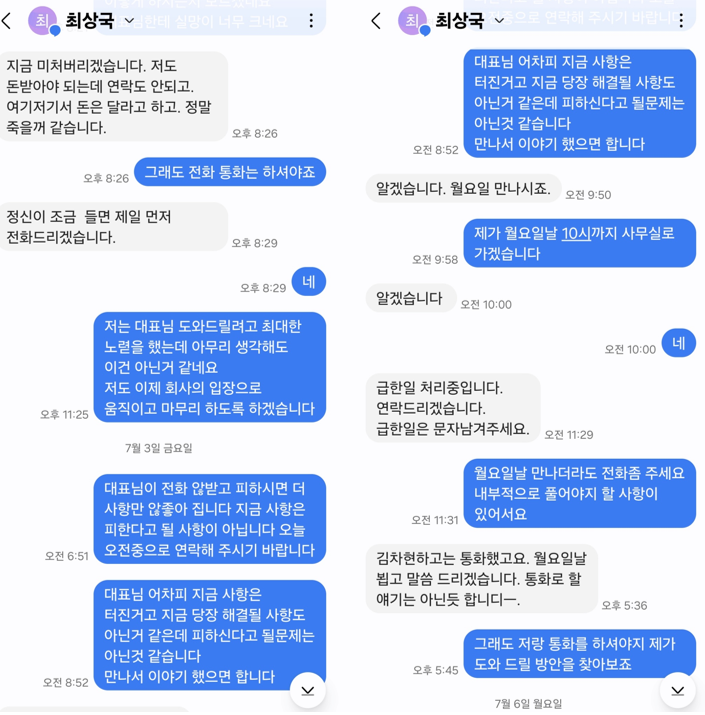 최상국
지금 미처버리겠습니다. 저도
돈받아야 되는데 연락도 안되고.
여기저기서 돈은 달라고 하고. 정말
죽을꺼 같습니다.
오후 8:26
그래도 전화 통화는 하셔야죠
오후 8:26
정신이 조금 들면 제일 먼저
전화드리겠습니다.
오후 8:29
네
오후 8:29
저는 대표님 도와드릴려고 최대한
노렫을 했는데 아무리 생각해도
이건 아닌거 같네요
저도 이제 회사의 입장으로
움직이고 마무리 하도록 하겠습니다
오후 11:25
7월 3일 금요일
대표님이 전화 않받고 피하시면 더
사항만 않좋아 집니다 지금 사항은
피한다고 될 사항이 아닙니다 오늘
오전중으로 연락해 주시기 바랍니다
오전 6:51
대표님 어차피 지금 사항은
터진거고 지금 당장 해결될 사항도
아닌거 같은데 피하신다고 될문제는
아닌것 같습니다
만나서 이야기 했으면 합니다
오전 8:52
최상국
대표님 어차피 지금 사항은
터진거고 지금 당장 해결될 사항도
아닌거 같은데 피하신다고 될문제는
아닌것 같습니다
만나서 이야기 했으면 합니다
오전 8:52
알겠습니다. 월요일 만나시죠.
오전 9:50
제가 월요일날 10시까지 사무실로
가겠습니다
오전 9:58
알겠습니다
오전 10:00
네
오전 10:00
급한일 처리중입니다.
연락드리겠습니다.
급한일은 문자남겨주세요.
오전 11:29
월요일날 만나더라도 전화좀 주세요
내부적으로 풀어야지 할 사항이
있어서요
오전 11:31
김차현하고는 통화했고요. 월요일날
뵙고 말씀 드리겠습니다. 통화로 할
얘기는 아닌듯 합니디ㅡ.
오후 5:36
그래도 저랑 통화를 하셔야지 제가
도와 드릴 방안을 찾아보죠
오후 5:45
7월 6일 월요일